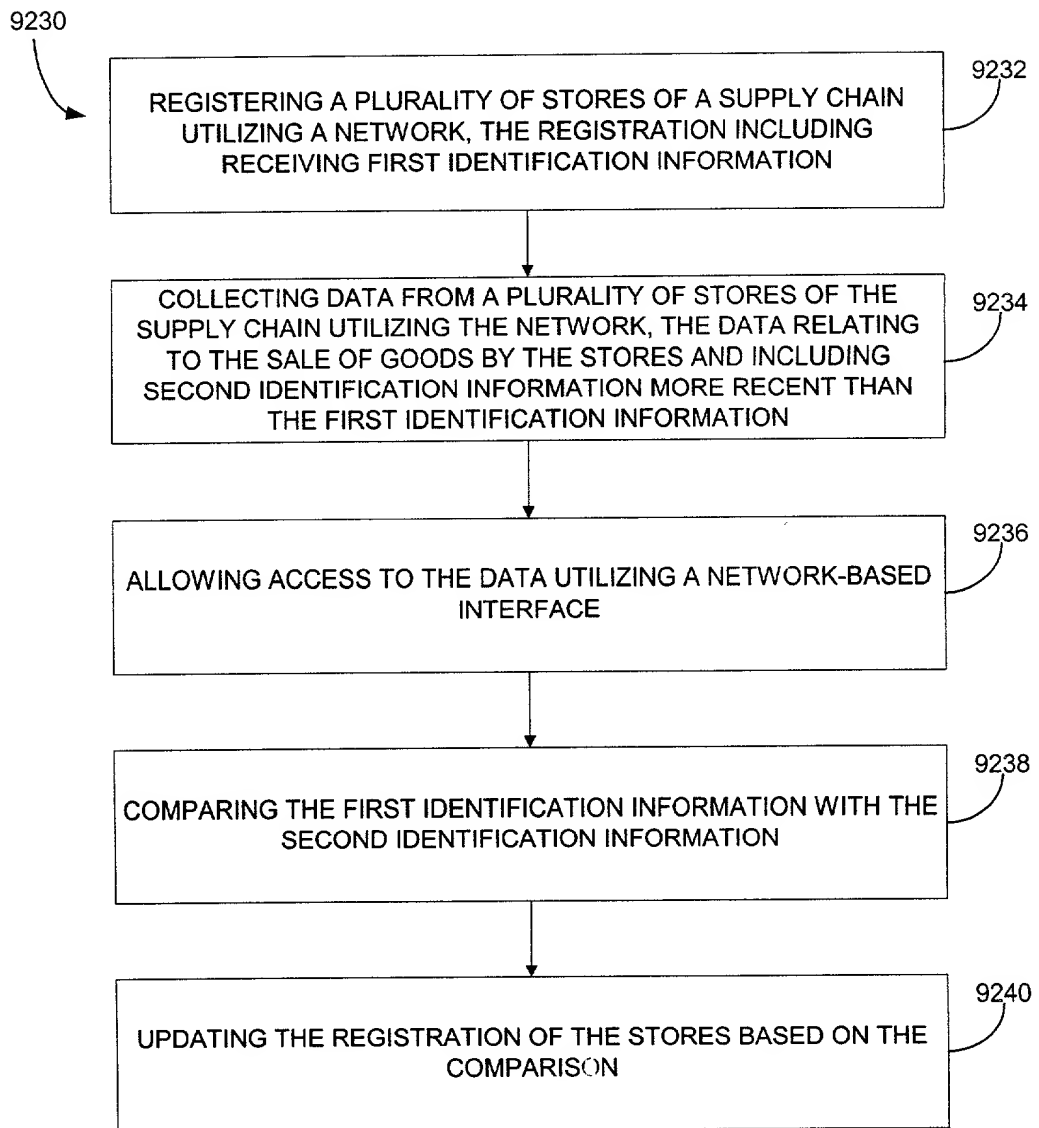 9230
9232
REGISTERING A PLURALITY OF STORES OF A SUPPLY CHAIN
UTILIZING A NETWORK, THE REGISTRATION INCLUDING
RECEIVING FIRST IDENTIFICATION INFORMATION
9234
COLLECTING DATA FROM A PLURALITY OF STORES OF THE
SUPPLY CHAIN UTILIZING THE NETWORK, THE DATA RELATING
TO THE SALE OF GOODS BY THE STORES AND INCLUDING
SECOND IDENTIFICATION INFORMATION MORE RECENT THAN
THE FIRST IDENTIFICATION INFORMATION
9236
ALLOWING ACCESS TO THE DATA UTILIZING A NETWORK-BASED
INTERFACE
9238
COMPARING THE FIRST IDENTIFICATION INFORMATION WITH THE
SECOND IDENTIFICATION INFORMATION
9240
UPDATING THE REGISTRATION OF THE STORES BASED ON THE
COMPARISON